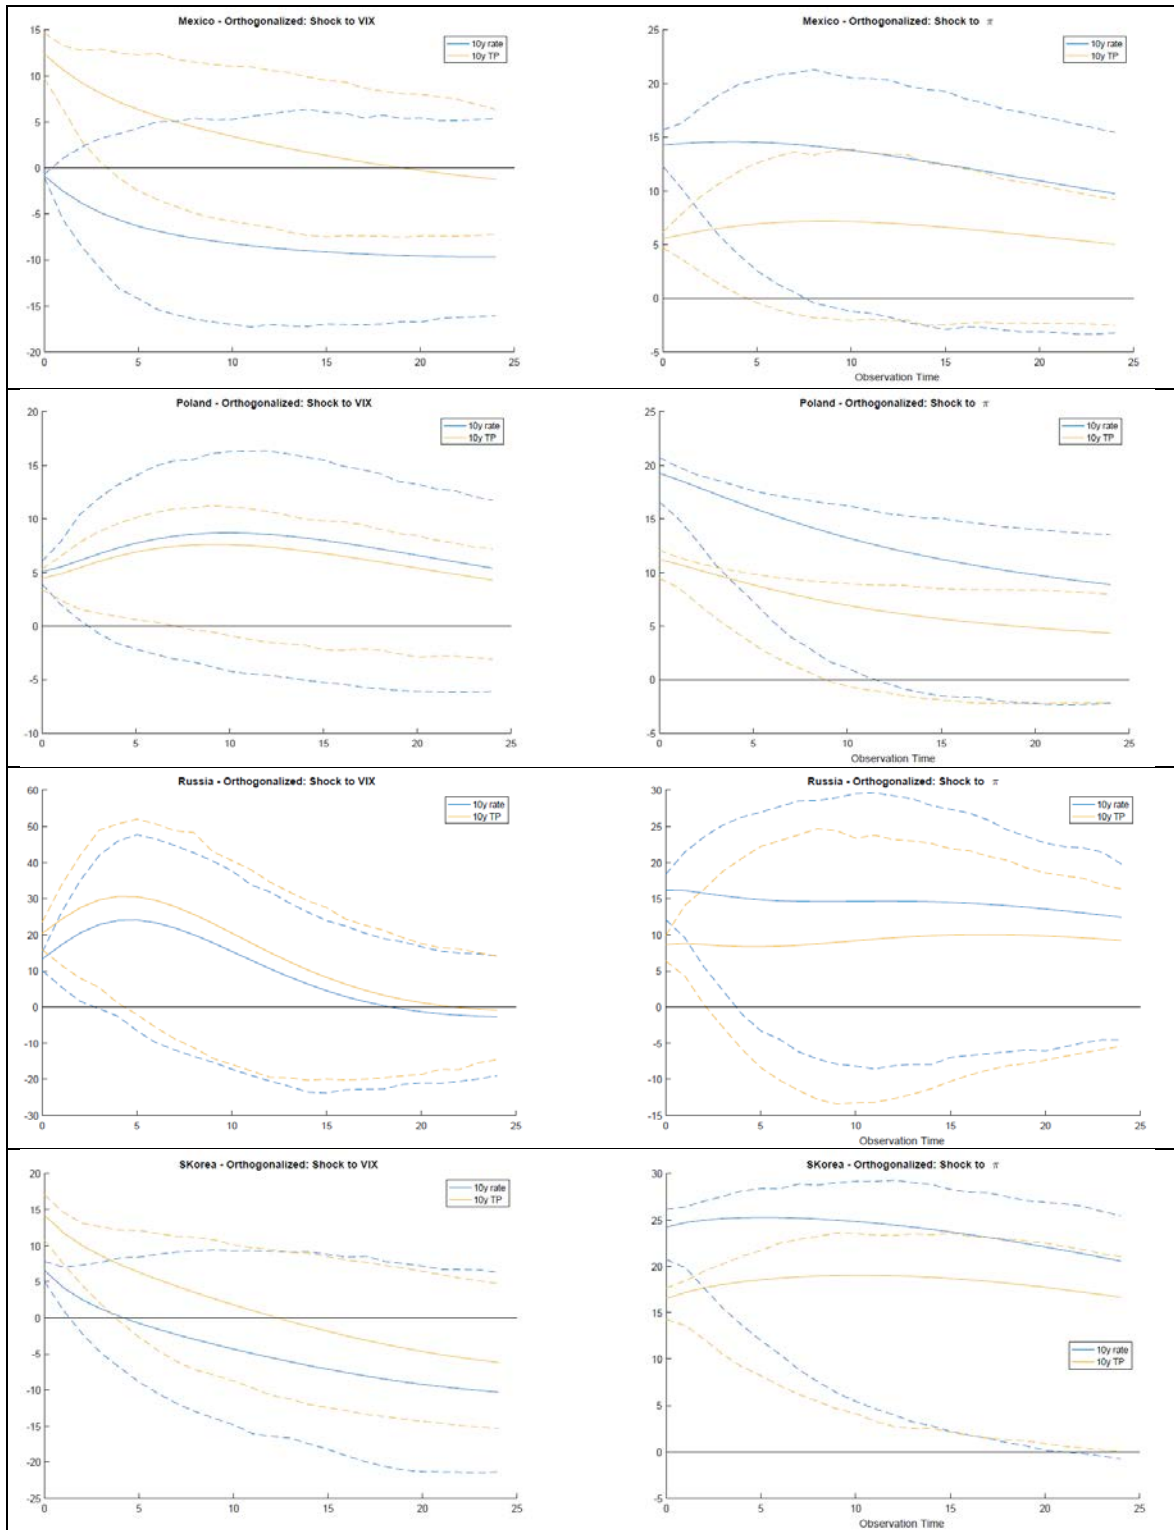 Mexico - Orthogonalized: Shock to VIX
15
10
5
0
-5
-10
-15
-20
0 5 10 15 20 25
10y rate
10y TP
Mexico - Orthogonalized: Shock to π
25
20
15
10
5
0
-5
0 5 10 15 20 25
Observation Time
10y rate
10y TP
Poland - Orthogonalized: Shock to VIX
20
15
10
5
0
-5
-10
0 5 10 15 20 25
10y rate
10y TP
Poland - Orthogonalized: Shock to π
25
20
15
10
5
0
-5
0 5 10 15 20 25
Observation Time
10y rate
10y TP
Russia - Orthogonalized: Shock to VIX
60
50
40
30
20
10
0
-10
-20
-30
0 5 10 15 20 25
10y rate
10y TP
Russia - Orthogonalized: Shock to π
30
25
20
15
10
5
0
-5
-10
-15
0 5 10 15 20 25
Observation Time
10y rate
10y TP
SKorea - Orthogonalized: Shock to VIX
20
15
10
5
0
-5
-10
-15
-20
-25
0 5 10 15 20 25
10y rate
10y TP
SKorea - Orthogonalized: Shock to π
30
25
20
15
10
5
0
-5
0 5 10 15 20 25
Observation Time
10y rate
10y TP